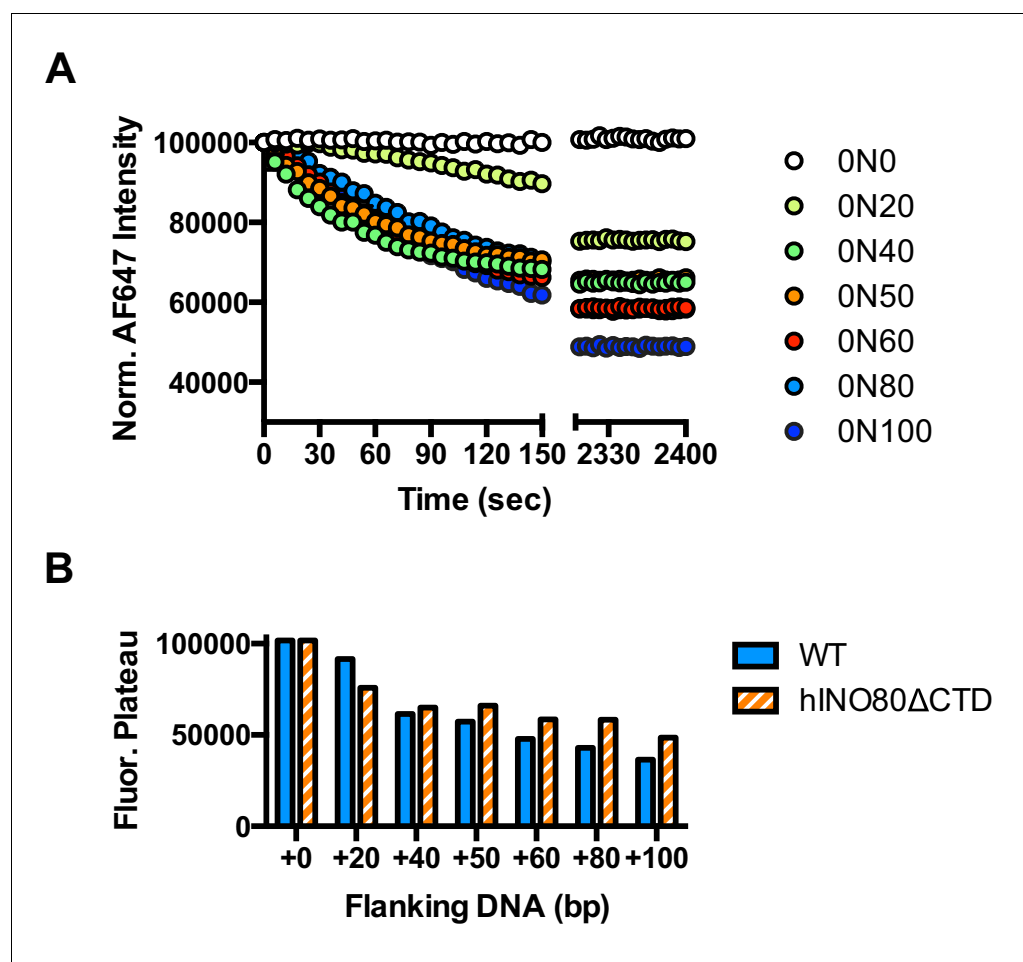 A
Norm. AF647 Intensity
100000
80000
60000
40000
0 30 60 90 120 150 2330 2400
Time (sec)
0N0
0N20
0N40
0N50
0N60
0N80
0N100
B
Fluor. Plateau
100000
50000
0
+0 +20 +40 +50 +60 +80 +100
Flanking DNA (bp)
WT
hINO80ΔCTD